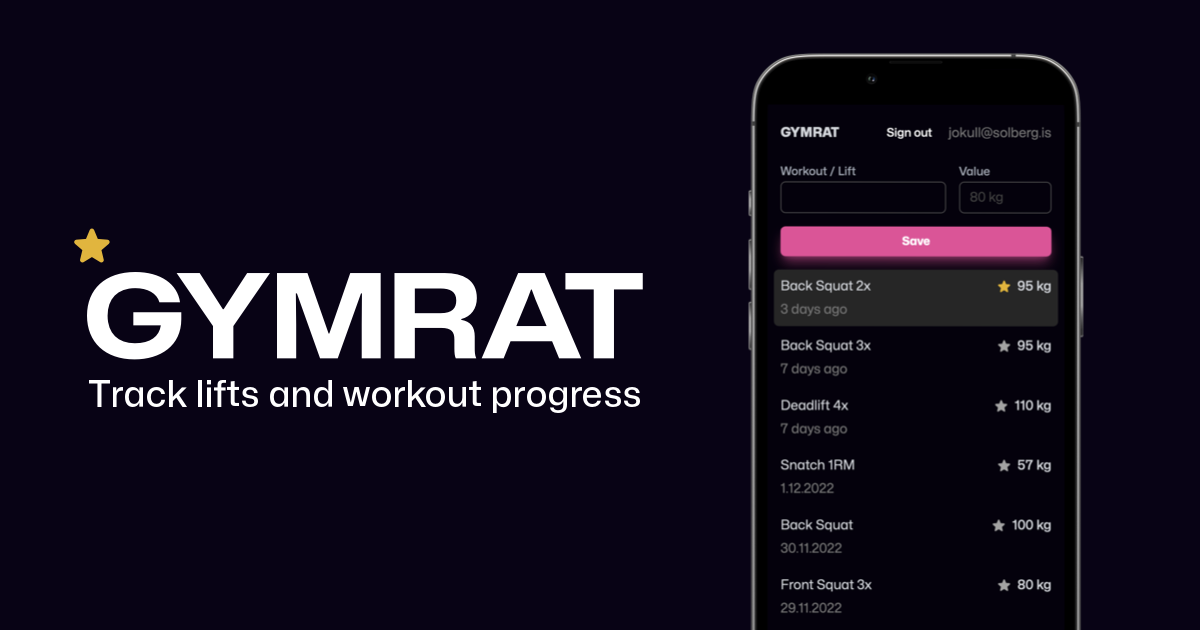 GYMRAT
Track lifts and workout progress
GYMRAT Sign out jokull@solberg.is
Workout / Lift Value
80 kg
Save
Back Squat 2x 95 kg
3 days ago
Back Squat 3x 95 kg
7 days ago
Deadlift 4x 110 kg
7 days ago
Snatch 1RM 57 kg
1.12.2022
Back Squat 100 kg
30.11.2022
Front Squat 3x 80 kg
29.11.2022